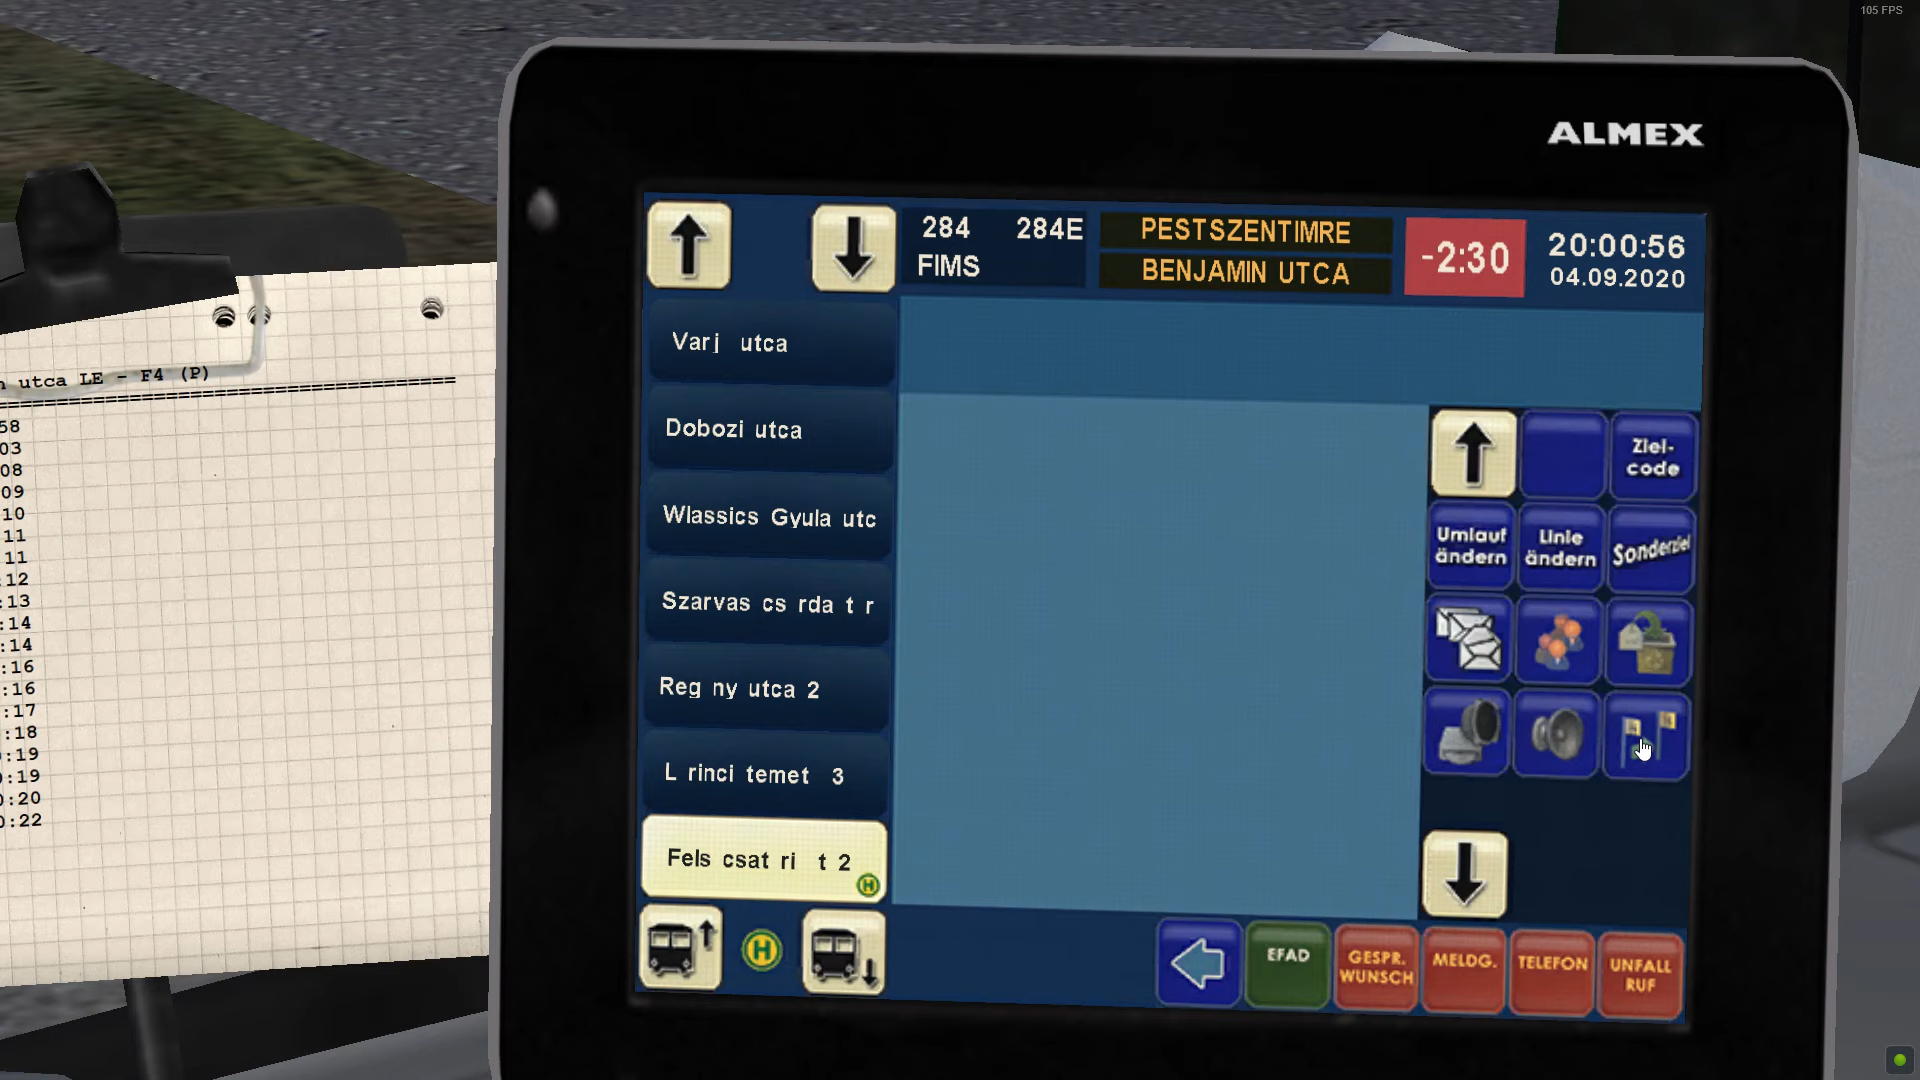 105 FPS
ALMEX
284 284E
FIMS
PESTSZENTIMRE
BENJAMIN UTCA
-2:30
20:00:56
04.09.2020
Varj utca
Dobozi utca
Wlassics Gyula utc
Szarvas cs rda t r
Reg ny utca 2
L rinci temet 3
Fels csat ri t 2
H
H
Ziel-
code
Umlauf
ändern
Linie
ändern
Sonderziel
EFAD
GESPR.
WUNSCH
MELDG.
TELEFON
UNFALL
RUF
utca LE - F4 (P)
58
03
08
09
10
11
11
:12
:13
:14
:14
:16
:16
:17
:18
:19
:19
:20
:22